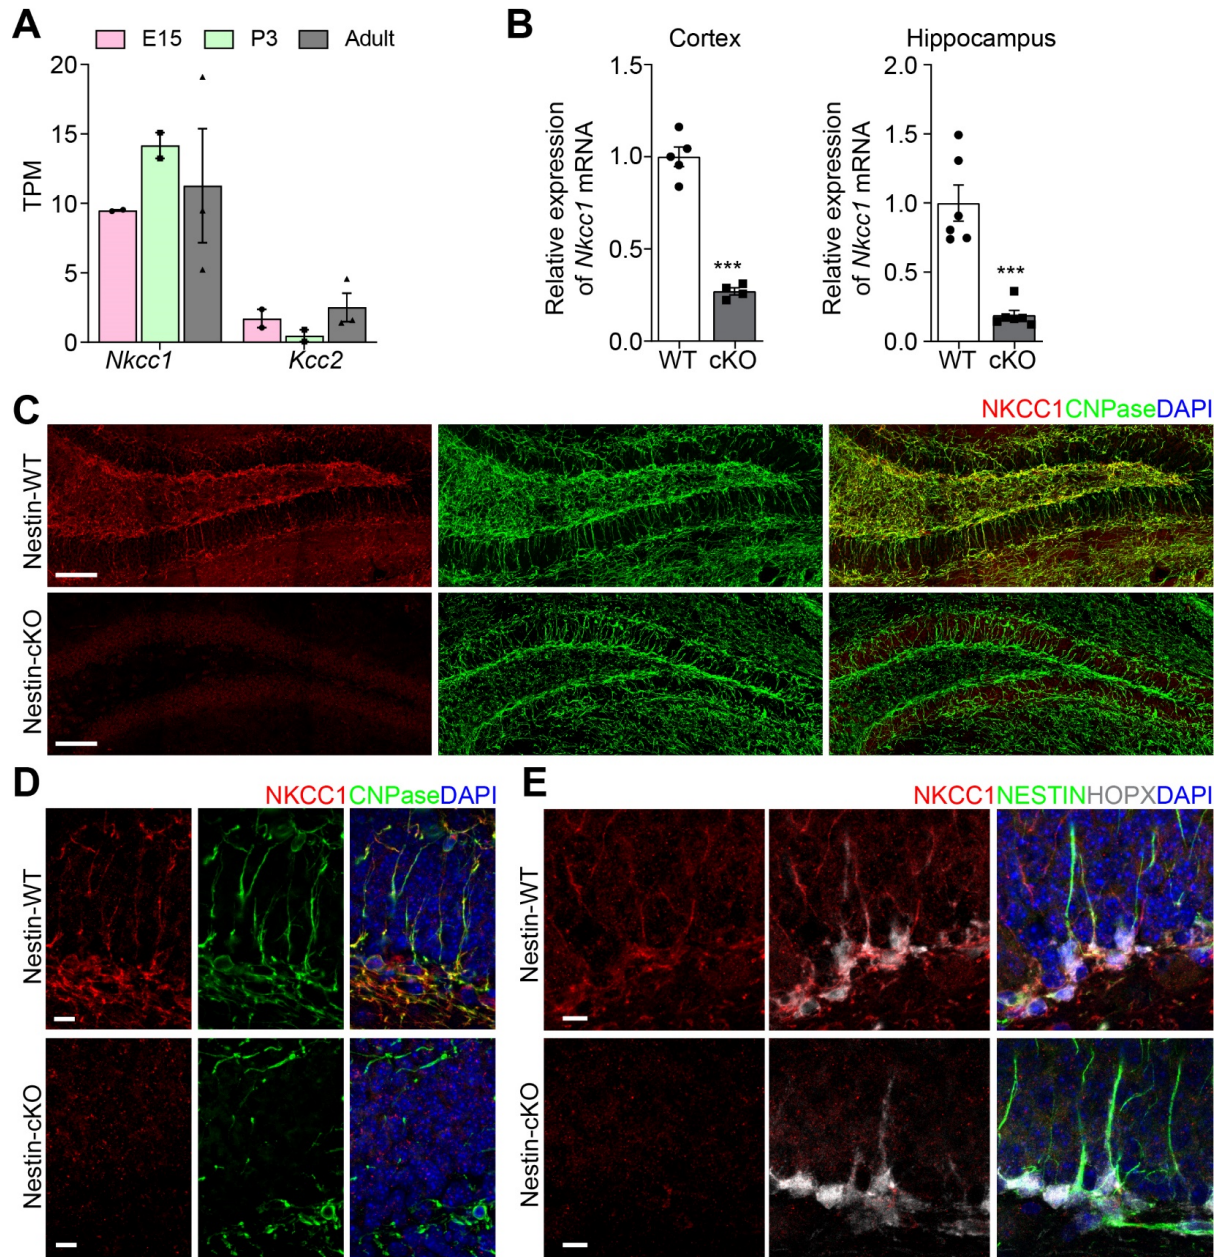 A
E15 P3 Adult
TPM
20
15
10
5
0
Nkcc1 Kcc2
B
Cortex
Relative expression
of Nkcc1 mRNA
1.5
1.0
0.5
0.0
***
WT cKO
Hippocampus
Relative expression
of Nkcc1 mRNA
2.0
1.5
1.0
0.5
0.0
***
WT cKO
C
NKCC1CNPaseDAPI
Nestin-WT
Nestin-cKO
D
NKCC1CNPaseDAPI
Nestin-WT
Nestin-cKO
E
NKCC1NESTINHOPXDAPI
Nestin-WT
Nestin-cKO